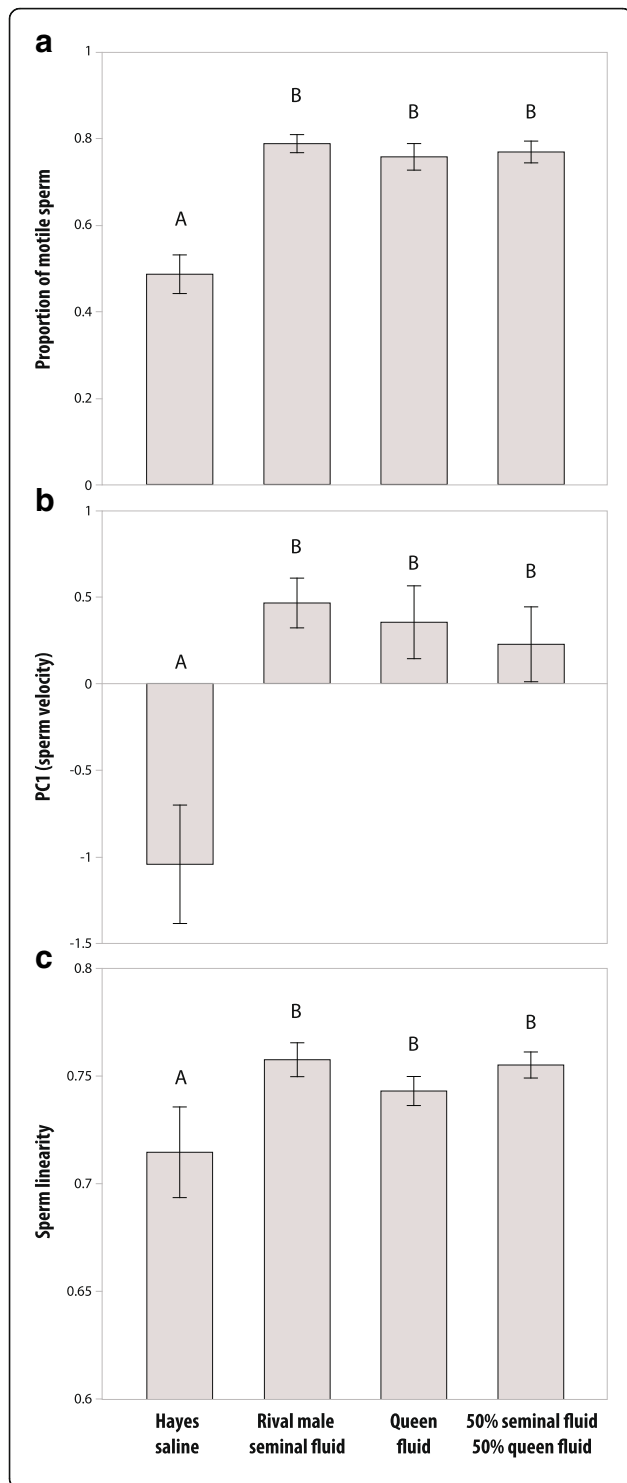 a
Proportion of motile sperm
1
0.8
0.6
0.4
0.2
0
A
B
B
B
b
PC1 (sperm velocity)
1
0.5
0
-0.5
-1
-1.5
A
B
B
B
c
Sperm linearity
0.8
0.75
0.7
0.65
0.6
A
B
B
B
Hayes
saline
Rival male
seminal fluid
Queen
fluid
50% seminal fluid
50% queen fluid